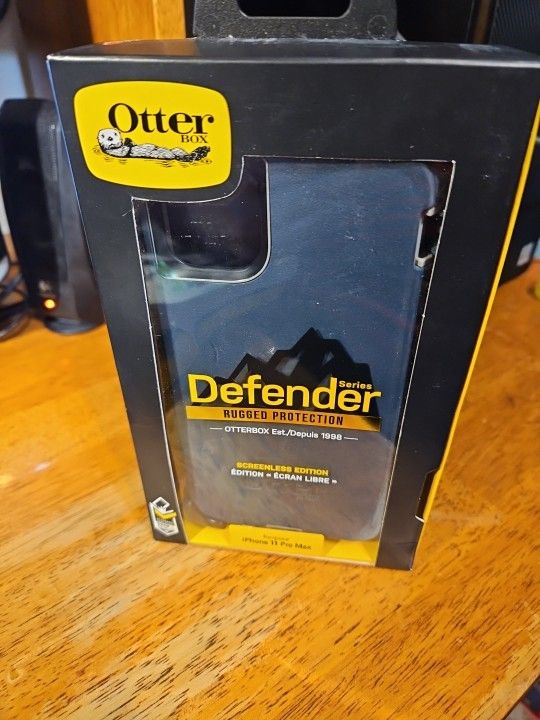 Otter
BOX
Defender
Series
RUGGED PROTECTION
OTTERBOX Est./Depuis 1998
SCREENLESS EDITION
ÉDITION « ÉCRAN LIBRE »
iPhone 11 Pro Max